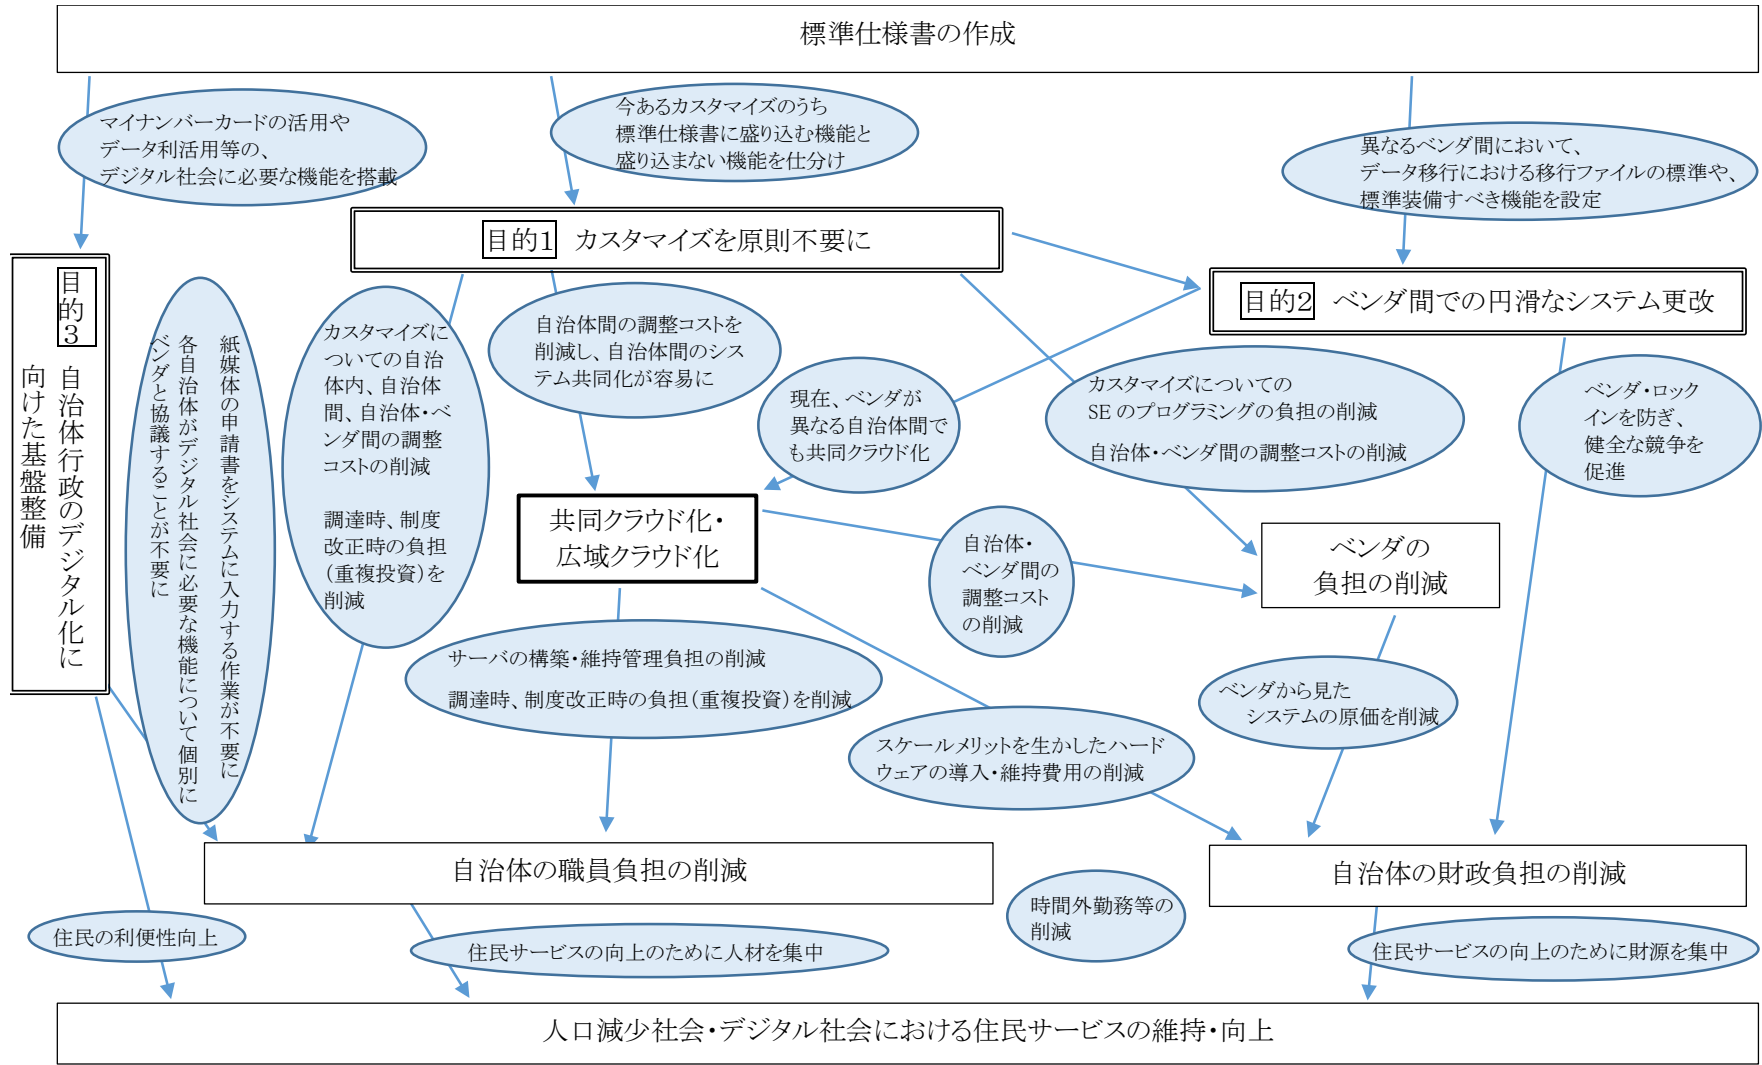 標準仕様書の作成
マイナンバーカードの活用や
データ利活用等の、
デジタル社会に必要な機能を搭載
今あるカスタマイズのうち
標準仕様書に盛り込む機能と
盛り込まない機能を仕分け
異なるベンダ間において、
データ移行における移行ファイルの標準や、
標準装備すべき機能を設定
目的1 カスタマイズを原則不要に
目的2 ベンダ間での円滑なシステム更改
目的3 自治体行政のデジタル化に
向けた基盤整備
紙媒体の申請書をシステムに入力する作業が不要に
各自治体がデジタル社会に必要な機能について個別に
ベンダと協議することが不要に
カスタマイズに
ついての自治
体内、自治体
間、自治体・ベ
ンダ間の調整
コストの削減
調達時、制度
改正時の負担
(重複投資)を
削減
自治体間の調整コストを
削減し、自治体間のシス
テム共同化が容易に
現在、ベンダが
異なる自治体間で
も共同クラウド化
カスタマイズについての
SEのプログラミングの負担の削減
自治体・ベンダ間の調整コストの削減
ベンダ・ロック
インを防ぎ、
健全な競争を
促進
共同クラウド化・
広域クラウド化
自治体・
ベンダ間の
調整コスト
の削減
ベンダの
負担の削減
サーバの構築・維持管理負担の削減
調達時、制度改正時の負担(重複投資)を削減
ベンダから見た
システムの原価を削減
スケールメリットを生かしたハード
ウェアの導入・維持費用の削減
自治体の職員負担の削減
自治体の財政負担の削減
時間外勤務等の
削減
住民の利便性向上
住民サービスの向上のために人材を集中
住民サービスの向上のために財源を集中
人口減少社会・デジタル社会における住民サービスの維持・向上